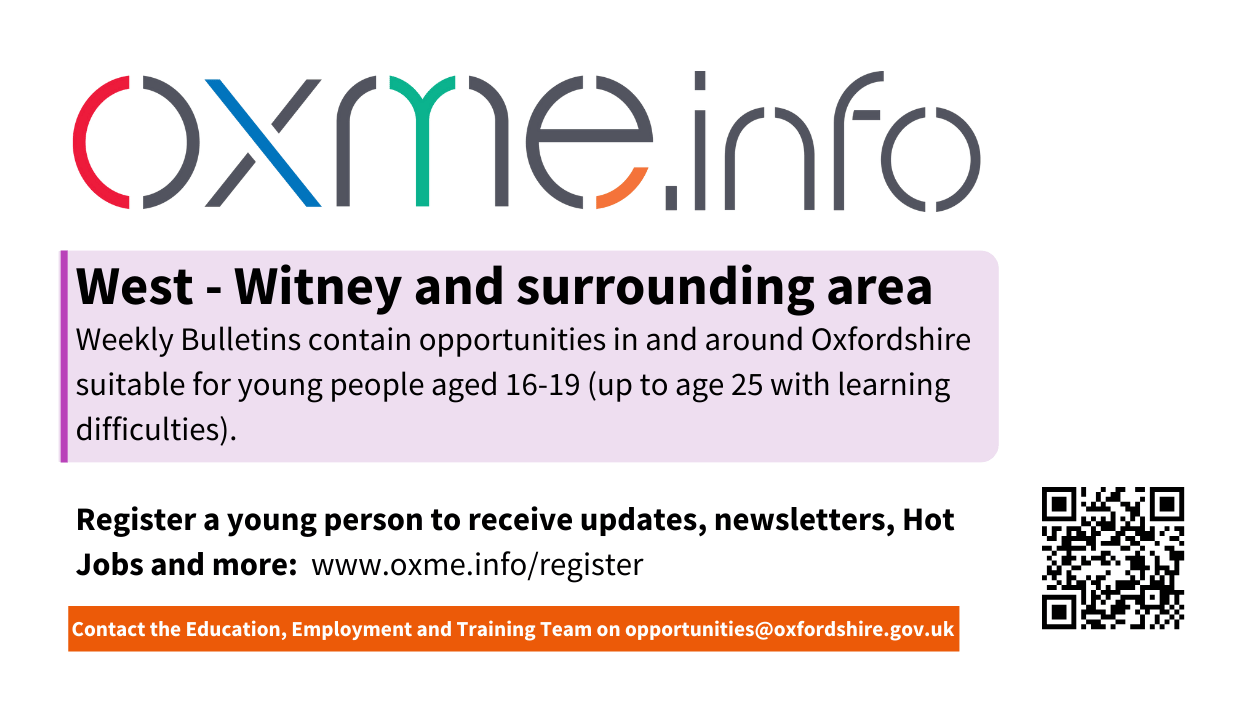 oxme.info
West - Witney and surrounding area
Weekly Bulletins contain opportunities in and around Oxfordshire
suitable for young people aged 16-19 (up to age 25 with learning
difficulties).
Register a young person to receive updates, newsletters, Hot
Jobs and more: www.oxme.info/register
Contact the Education, Employment and Training Team on opportunities@oxfordshire.gov.uk